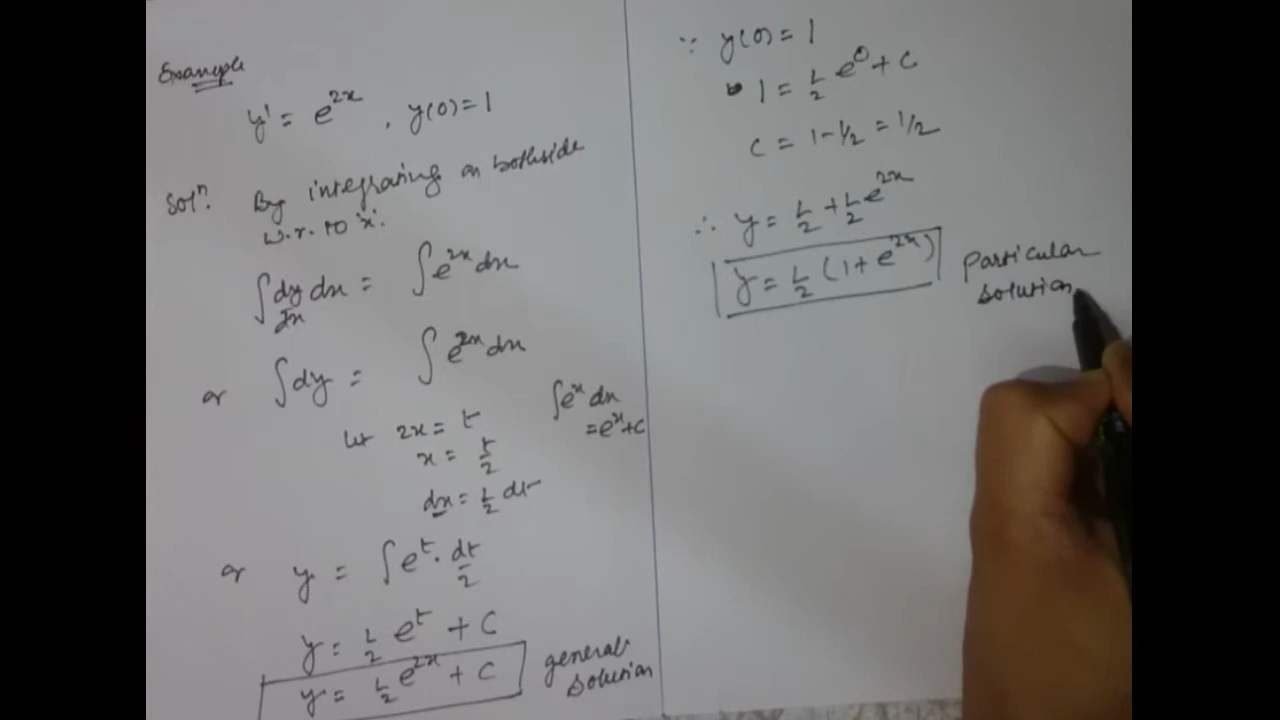 Example
y' = e^{2x} , y(0) = 1
Sol^n. By integrating on bothside
w.r.to 'x'.
∫ dy/dx dx = ∫ e^{2x} dx
or ∫ dy = ∫ e^{2x} dx
let 2x = t
x = t/2
dx = 1/2 dt
∫ e^x dx
= e^x + c
or y = ∫ e^t . dt/2
y = 1/2 e^t + C
y = 1/2 e^{2x} + C
general
solution
∵ y(0) = 1
1 = 1/2 e^0 + C
C = 1 - 1/2 = 1/2
∴ y = 1/2 + 1/2 e^{2x}
y = 1/2 (1 + e^{2x})
particular
solution